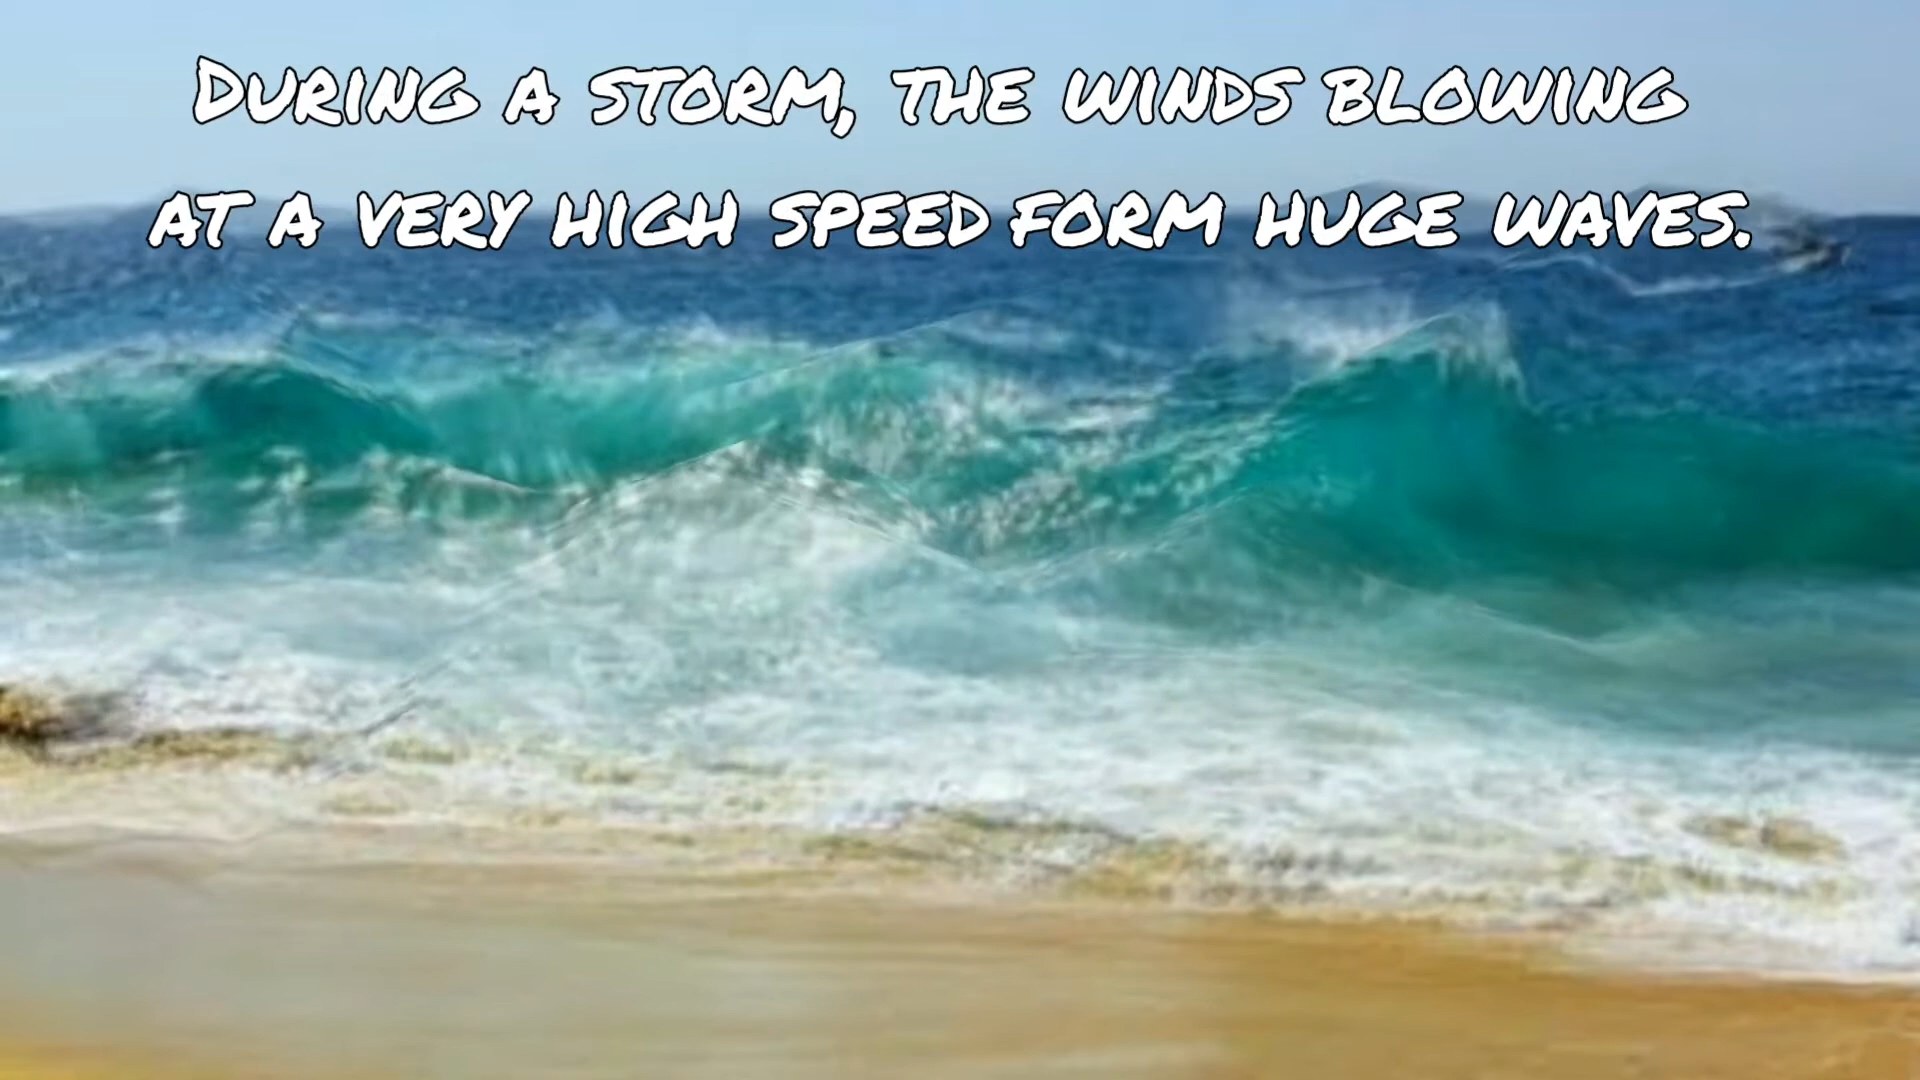 During a storm, the winds blowing
at a very high speed form huge waves.